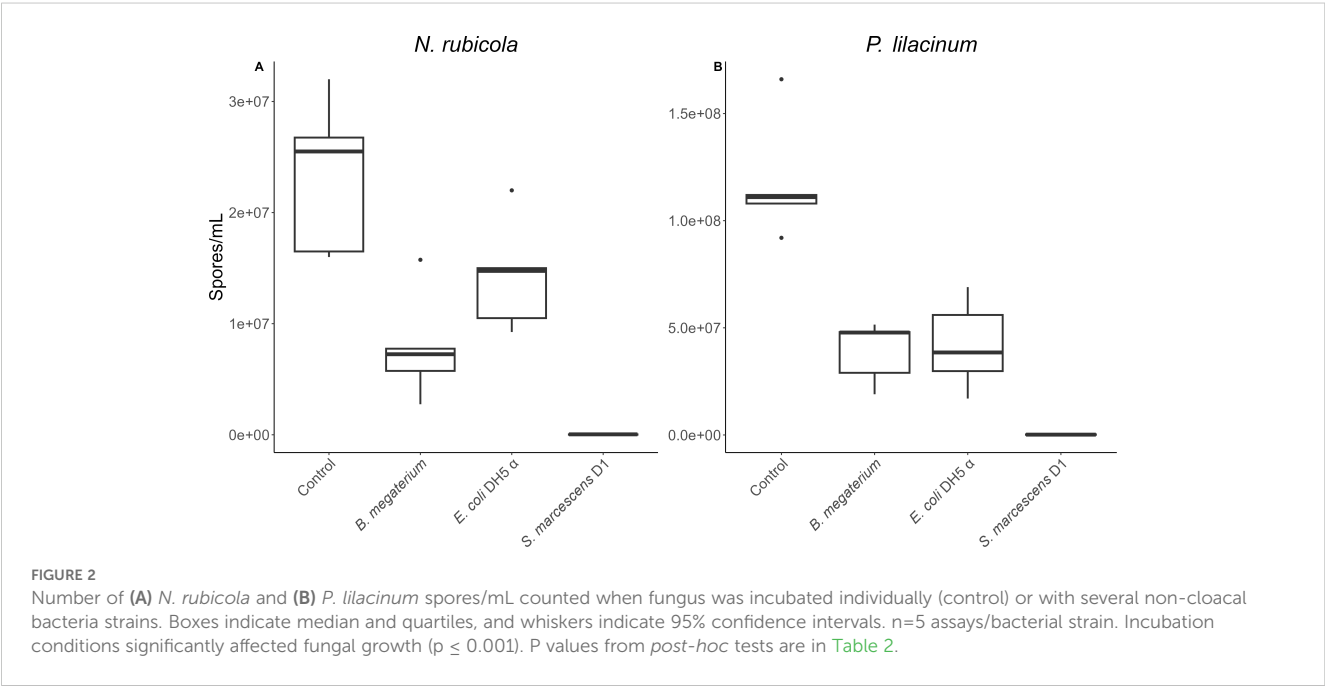 N. rubicola
P. lilacinum
A
B
Spores/mL
3e+07
2e+07
1e+07
0e+00
1.5e+08
1.0e+08
5.0e+07
0.0e+00
Control
B. megaterium
E. coli DH5 α
S. marcescens D1
Control
B. megaterium
E. coli DH5 α
S. marcescens D1
FIGURE 2
Number of (A) N. rubicola and (B) P. lilacinum spores/mL counted when fungus was incubated individually (control) or with several non-cloacal
bacteria strains. Boxes indicate median and quartiles, and whiskers indicate 95% confidence intervals. n=5 assays/bacterial strain. Incubation
conditions significantly affected fungal growth (p ≤ 0.001). P values from post-hoc tests are in Table 2.